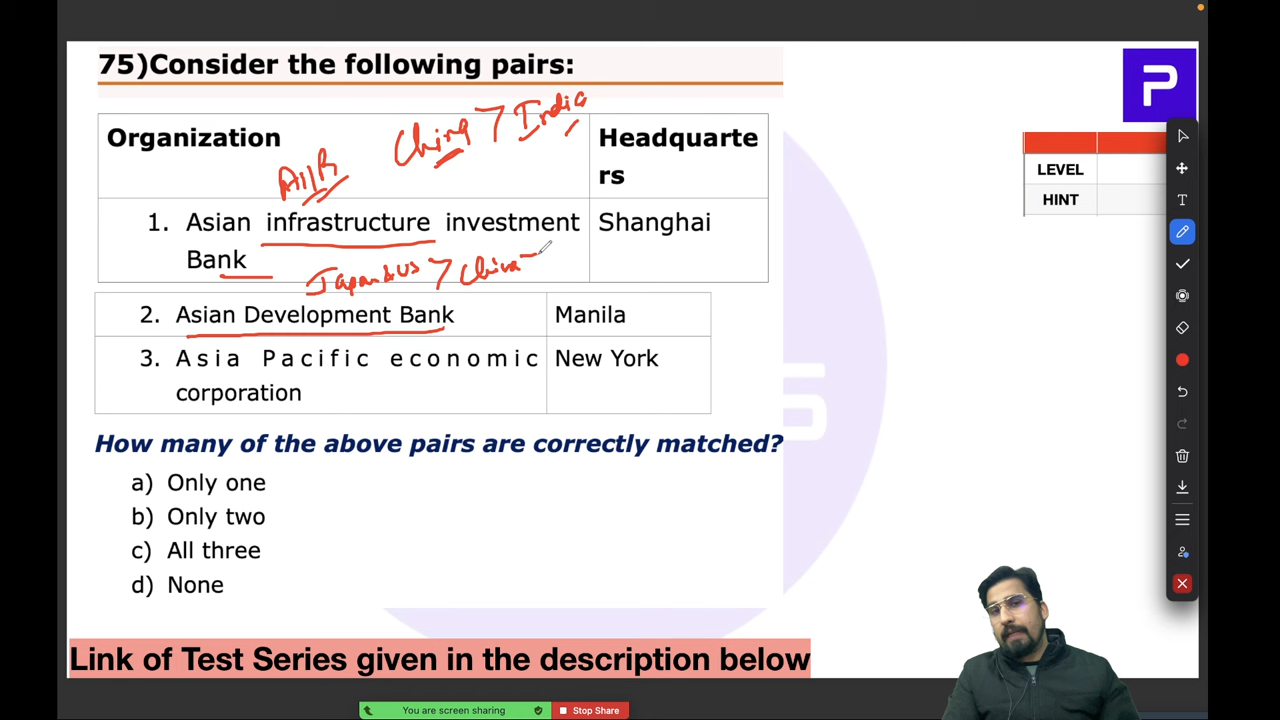 75)Consider the following pairs:
China > India
Organization
Headquarte
rs
AIIB
1. Asian infrastructure investment
Bank
Shanghai
Japan & US > China
2. Asian Development Bank
Manila
3. Asia Pacific economic
corporation
New York
How many of the above pairs are correctly matched?
a) Only one
b) Only two
c) All three
d) None
Link of Test Series given in the description below
P
LEVEL
HINT
T
You are screen sharing
Stop Share